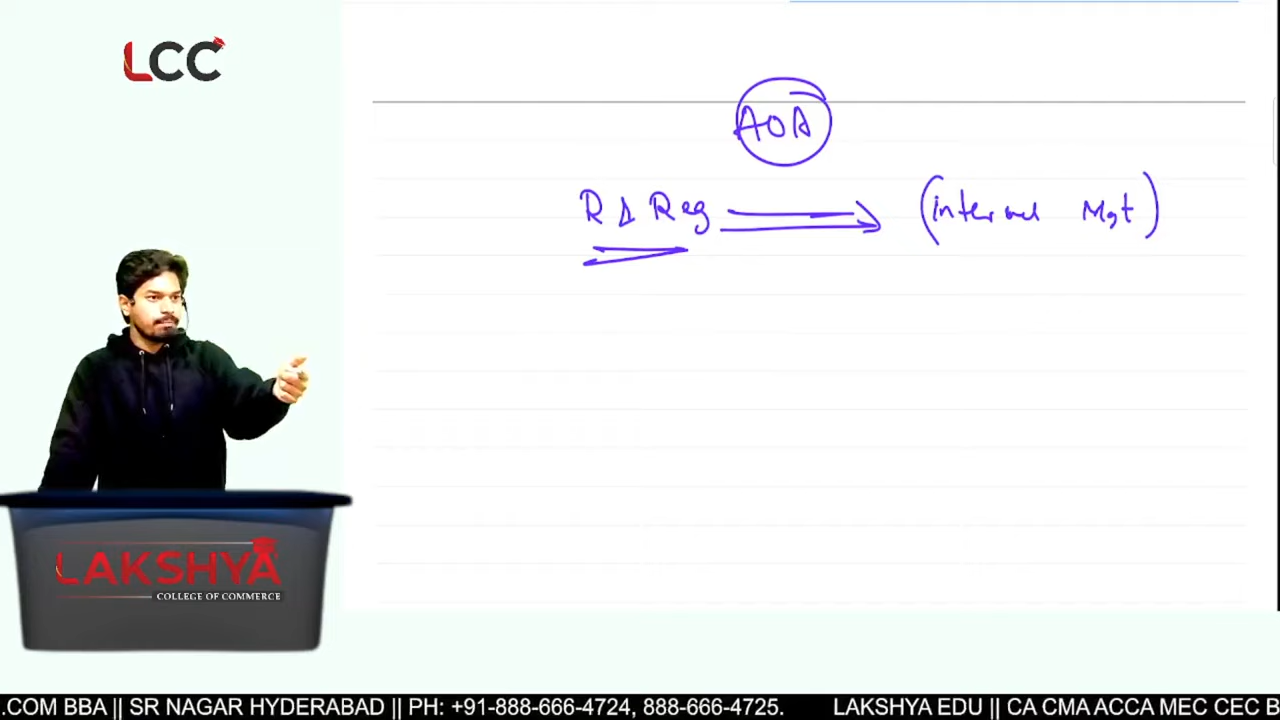 LCC
AOA
R & Reg (internal Mgt)
LAKSHYA
COLLEGE OF COMMERCE
.COM BBA || SR NAGAR HYDERABAD || PH: +91-888-666-4724, 888-666-4725. LAKSHYA EDU || CA CMA ACCA MEC CEC B